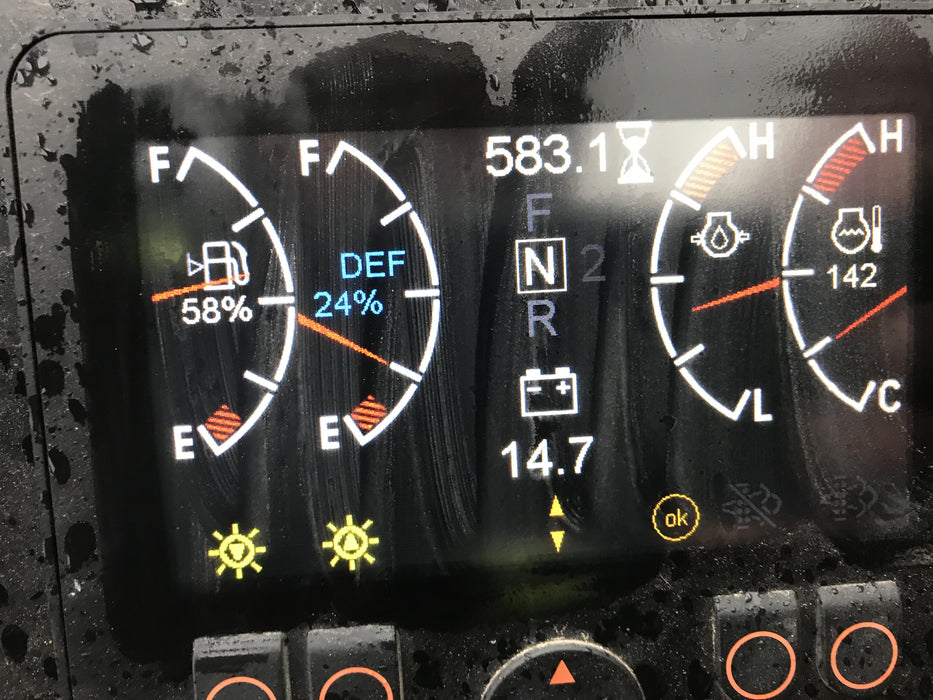 F
58%
E
F
DEF
24%
E
583.1
F
N 2
R
- +
14.7
ok
H
L
H
142
C